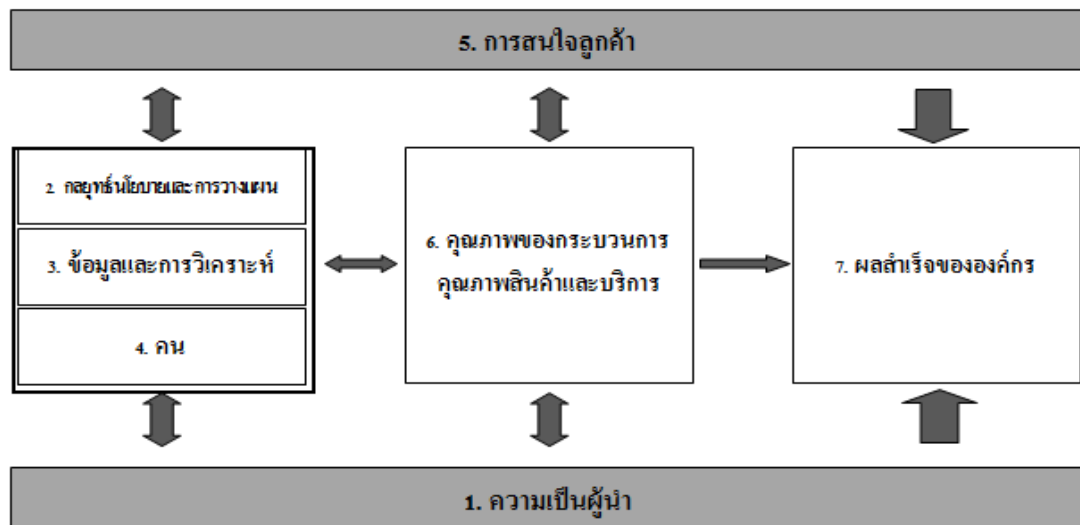 5. การสนใจลูกค้า
2. กลยุทธ์นโยบายและการวางแผน
3. ข้อมูลและการวิเคราะห์
4. คน
6. คุณภาพของกระบวนการ
คุณภาพสินค้าและบริการ
7. ผลสำเร็จขององค์กร
1. ความเป็นผู้นำ